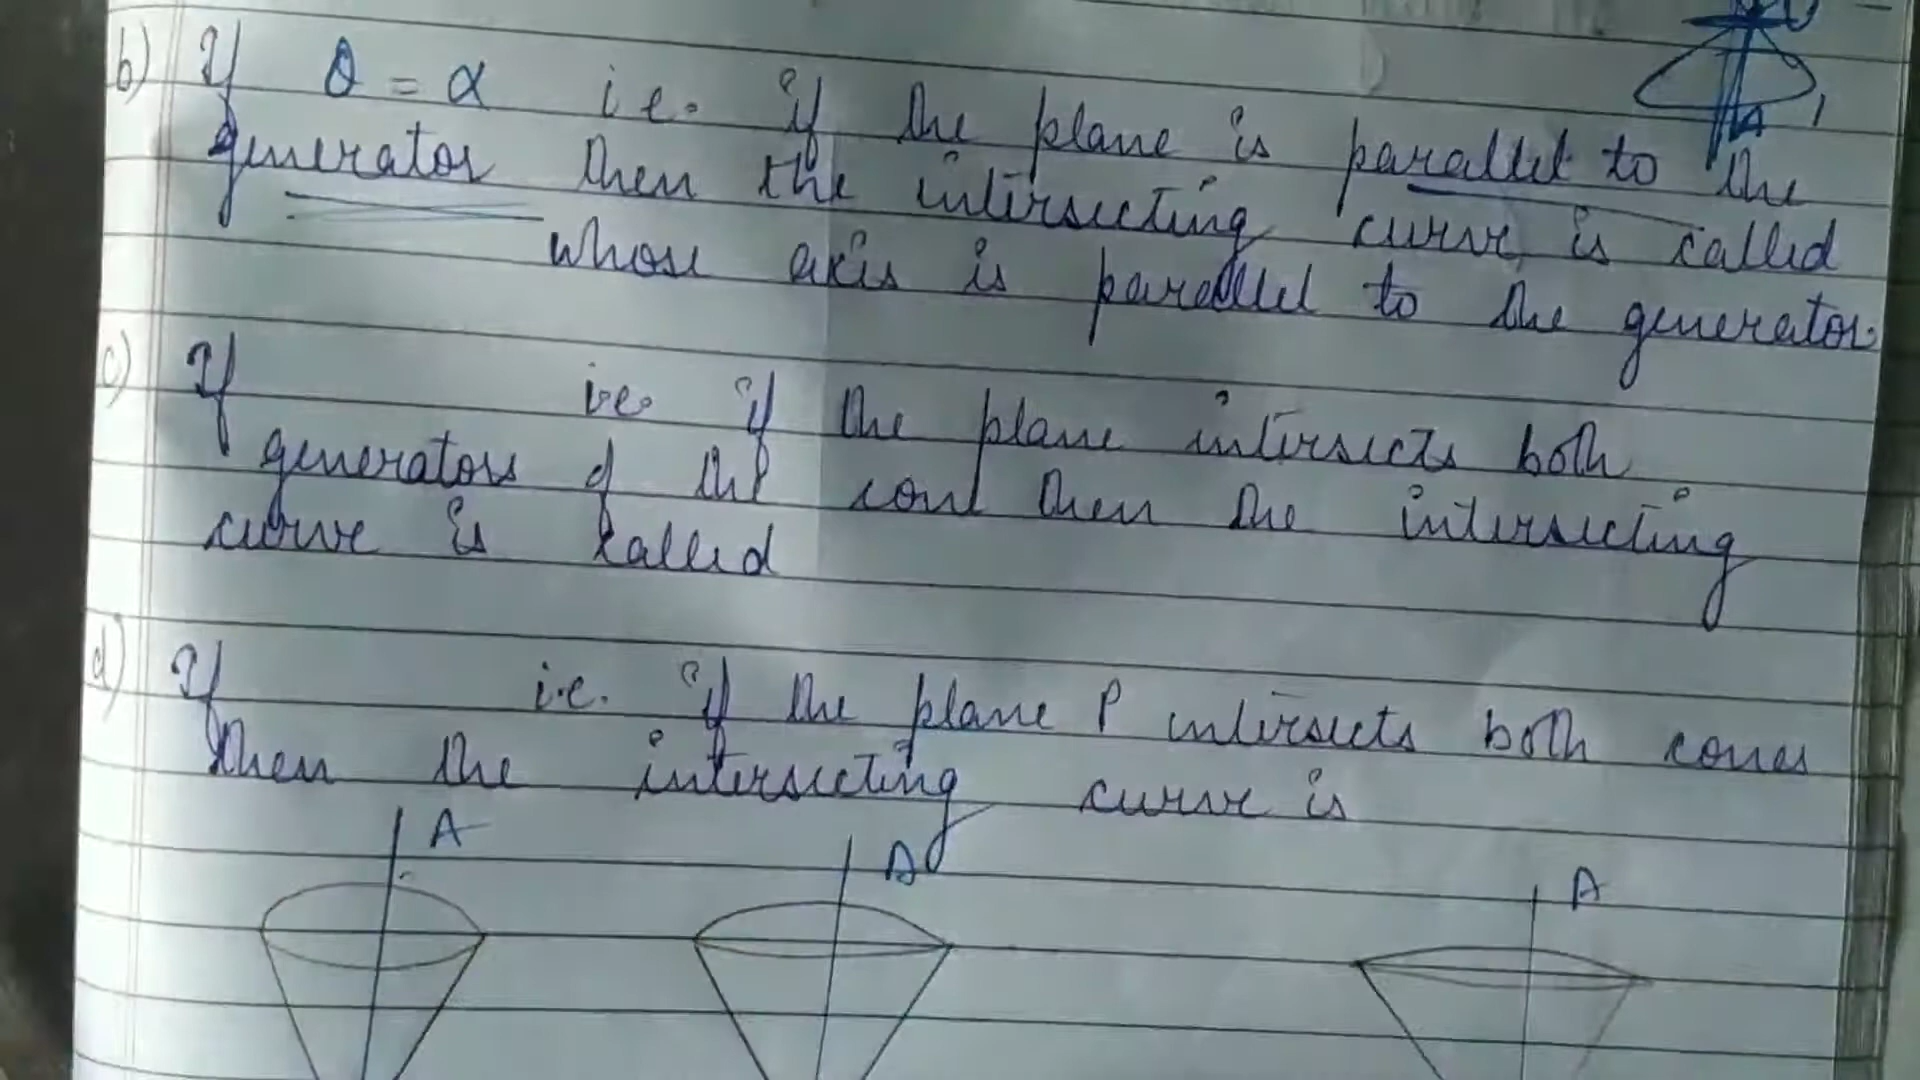 b) If θ = α i.e. if the plane is parallel to the
generator then the intersecting curve is called
whose axis is parallel to the generator.
c) If i.e. if the plane intersects both
generators of the cone then the intersecting
curve is called
d) If i.e. if the plane P intersects both cones
then the intersecting curve is
A A A